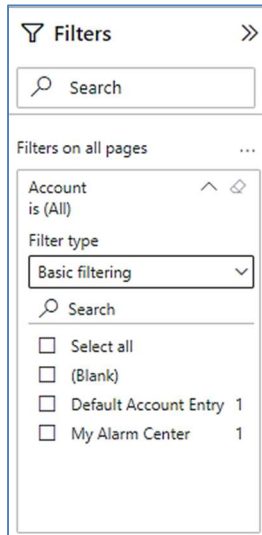 Filters
Search
Filters on all pages
...
Account
is (All)
Filter type
Basic filtering
Search
Select all
(Blank)
Default Account Entry 1
My Alarm Center 1